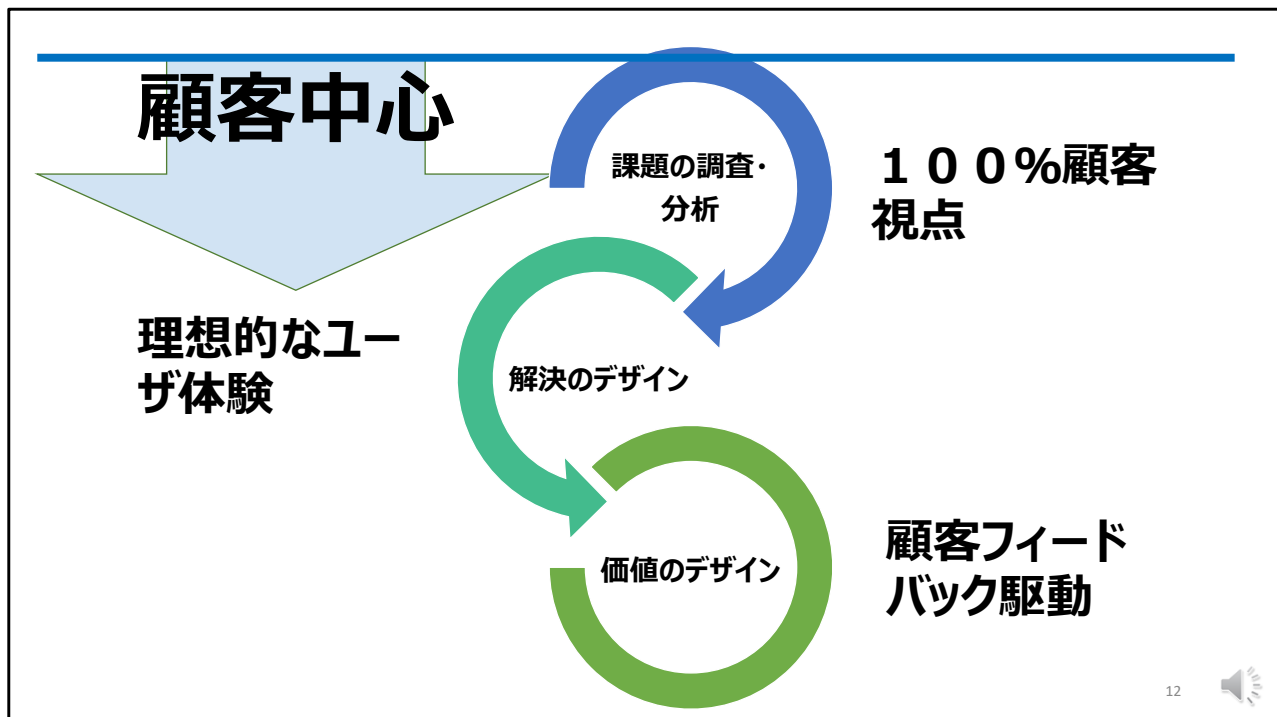 顧客中心
課題の調査・
分析
１００%顧客
視点
理想的なユー
ザ体験
解決のデザイン
価値のデザイン
顧客フィード
バック駆動
12